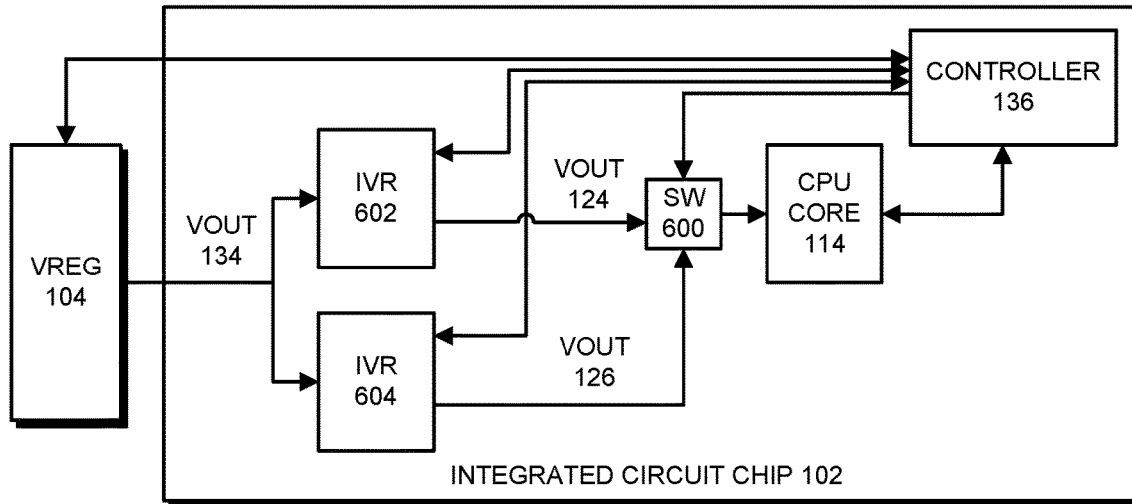 CONTROLLER
136
IVR
602
VOUT
124
SW
600
CPU
CORE
114
VOUT
134
VREG
104
IVR
604
VOUT
126
INTEGRATED CIRCUIT CHIP 102